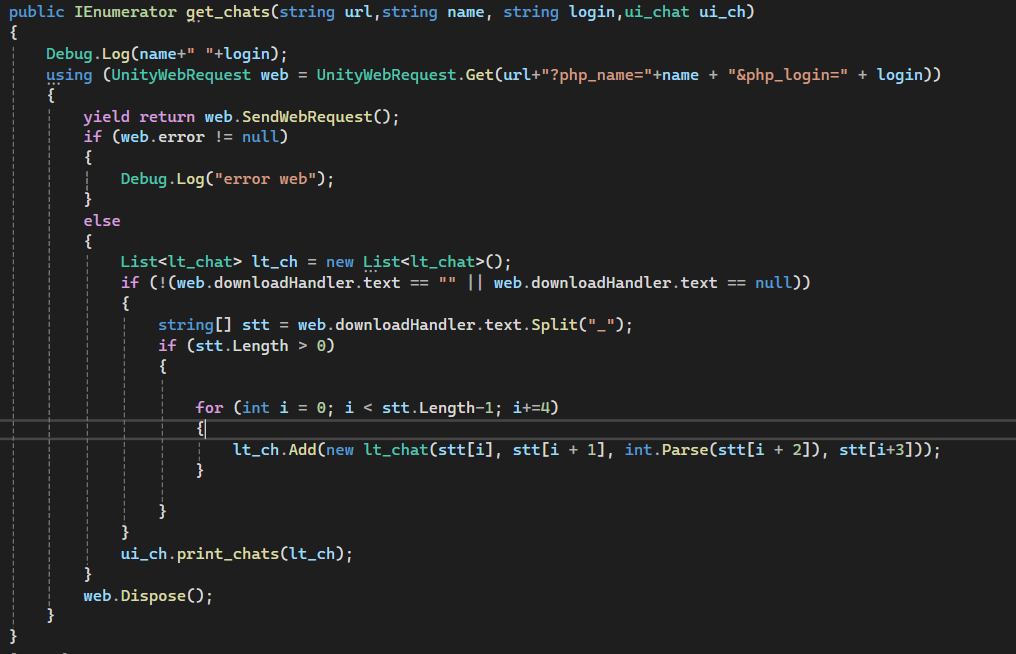 public IEnumerator get_chats(string url,string name, string login,ui_chat ui_ch)
{
    Debug.Log(name+" "+login);
    using (UnityWebRequest web = UnityWebRequest.Get(url+"?php_name="+name + "&php_login=" + login))
    {
        yield return web.SendWebRequest();
        if (web.error != null)
        {
            Debug.Log("error web");
        }
        else
        {
            List<lt_chat> lt_ch = new List<lt_chat>();
            if (!(web.downloadHandler.text == "" || web.downloadHandler.text == null))
            {
                string[] stt = web.downloadHandler.text.Split("_");
                if (stt.Length > 0)
                {
                    for (int i = 0; i < stt.Length-1; i+=4)
                    {
                        lt_ch.Add(new lt_chat(stt[i], stt[i + 1], int.Parse(stt[i + 2]), stt[i+3]));
                    }
                }
            }
            ui_ch.print_chats(lt_ch);
        }
        web.Dispose();
    }
}